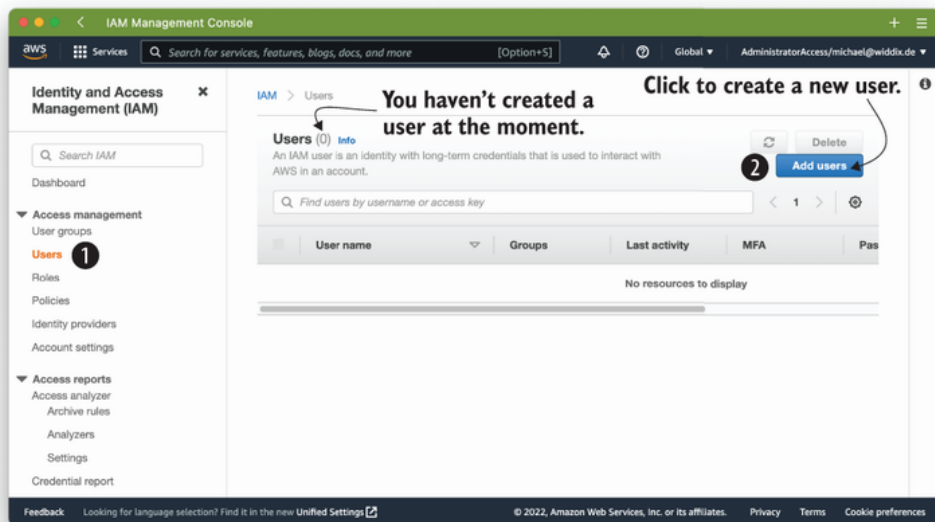 IAM Management Console
aws
Services
Search for services, features, blogs, docs, and more
[Option+S]
Global
AdministratorAccess/michael@widdix.de
Identity and Access Management (IAM)
Search IAM
Dashboard
Access management
User groups
Users
1
Roles
Policies
Identity providers
Account settings
Access reports
Access analyzer
Archive rules
Analyzers
Settings
Credential report
IAM > Users
You haven't created a
user at the moment.
Click to create a new user.
Users (0) Info
An IAM user is an identity with long-term credentials that is used to interact with
AWS in an account.
Delete
2
Add users
Find users by username or access key
< 1 >
User name
Groups
Last activity
MFA
Pas
No resources to display
Feedback
Looking for language selection? Find it in the new Unified Settings
© 2022, Amazon Web Services, Inc. or its affiliates.
Privacy
Terms
Cookie preferences